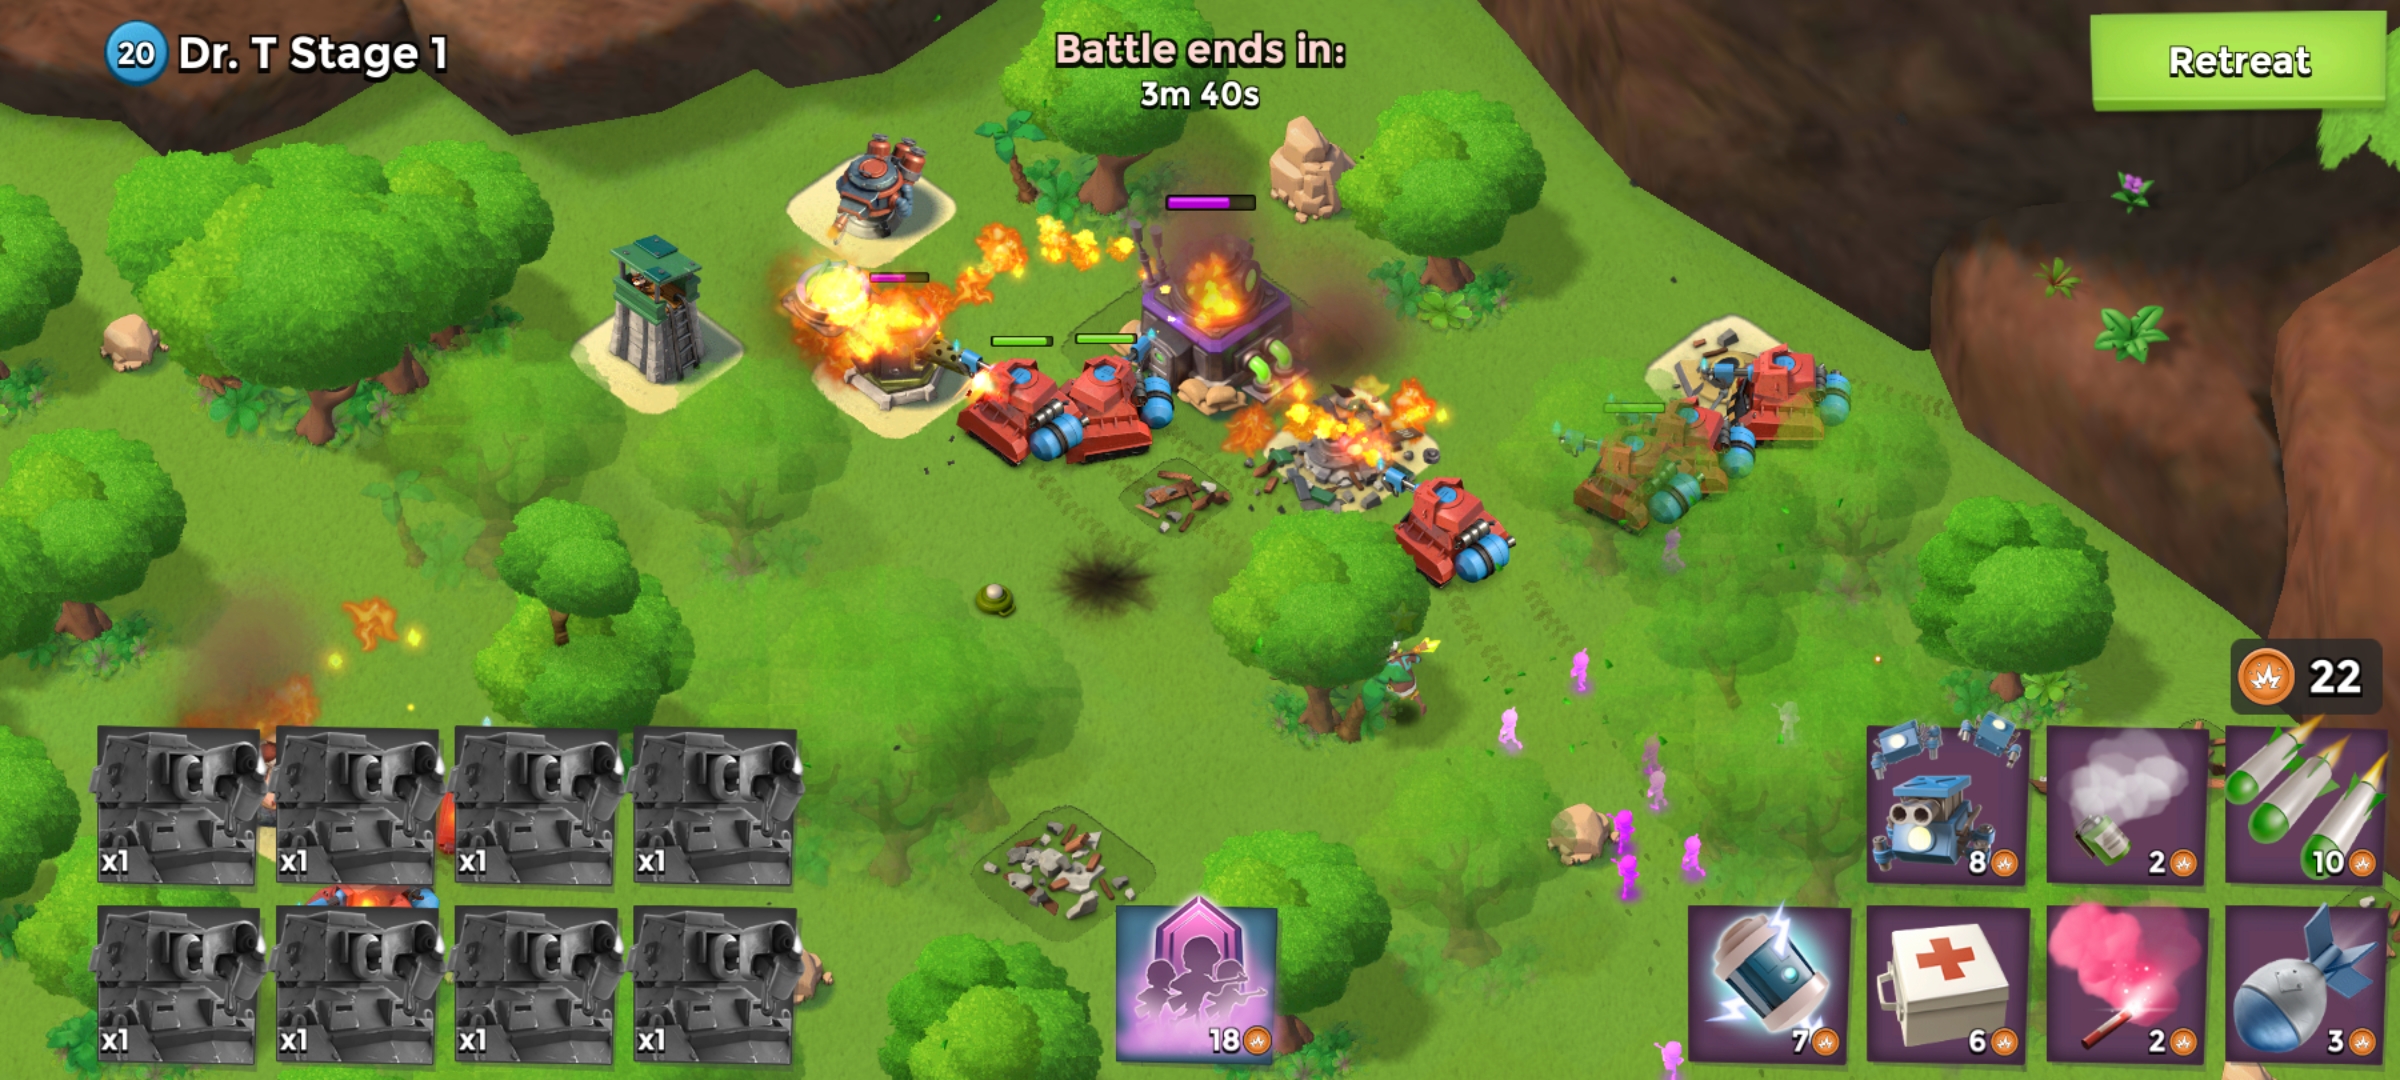 20 Dr. T Stage 1
Battle ends in:
3m 40s
Retreat
22
8
2
10
x1
x1
x1
x1
x1
x1
x1
x1
18
7
6
2
3